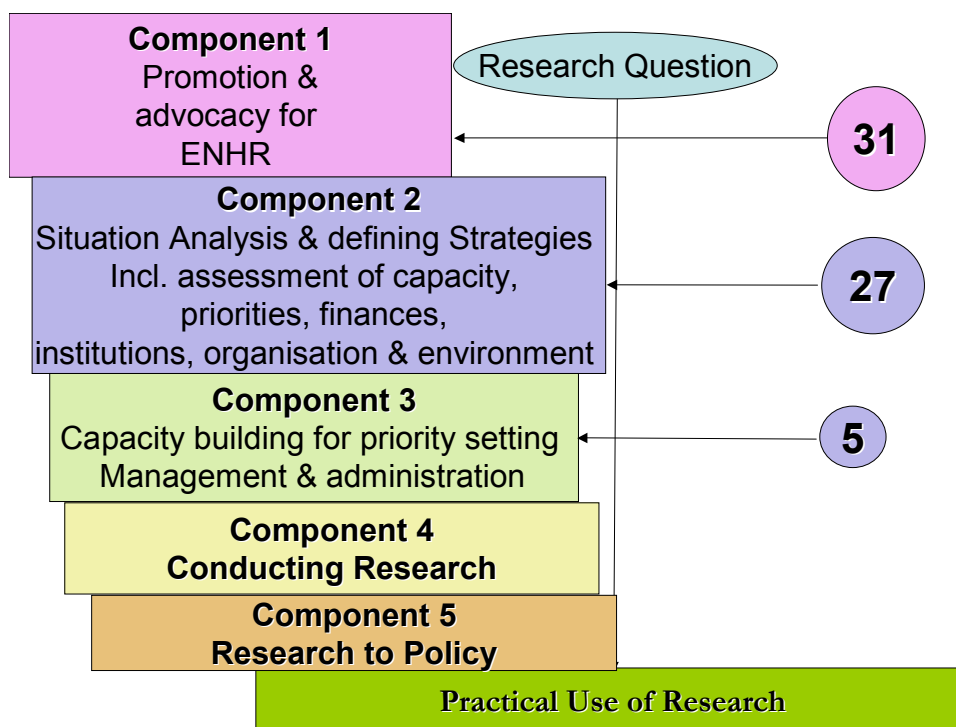 Component 1
Promotion &
advocacy for
ENHR
Research Question
31
Component 2
Situation Analysis & defining Strategies
Incl. assessment of capacity,
priorities, finances,
institutions, organisation & environment
27
Component 3
Capacity building for priority setting
Management & administration
5
Component 4
Conducting Research
Component 5
Research to Policy
Practical Use of Research